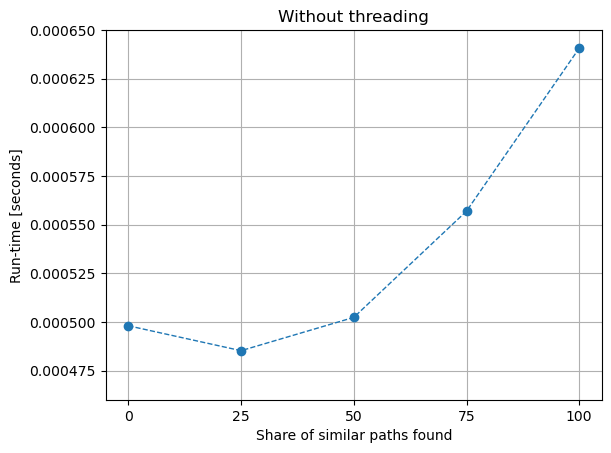 Without threading
0.000650
0.000625
0.000600
0.000575
0.000550
0.000525
0.000500
0.000475
Run-time [seconds]
0 25 50 75 100
Share of similar paths found